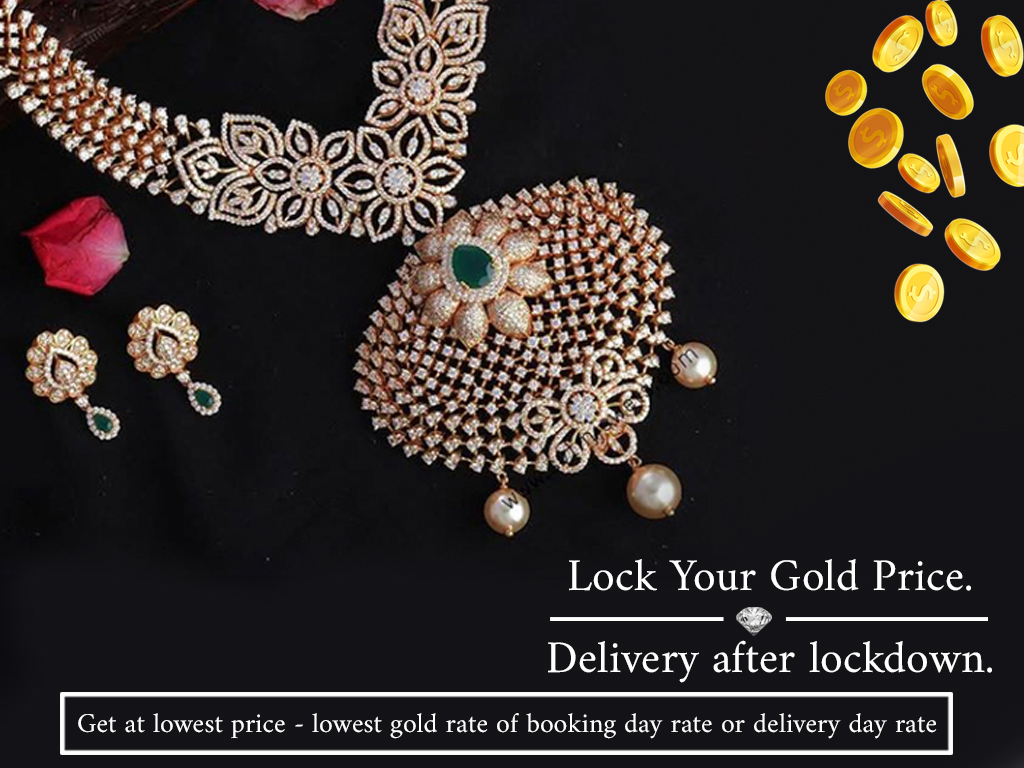 Lock Your Gold Price.
Delivery after lockdown.
Get at lowest price - lowest gold rate of booking day rate or delivery day rate